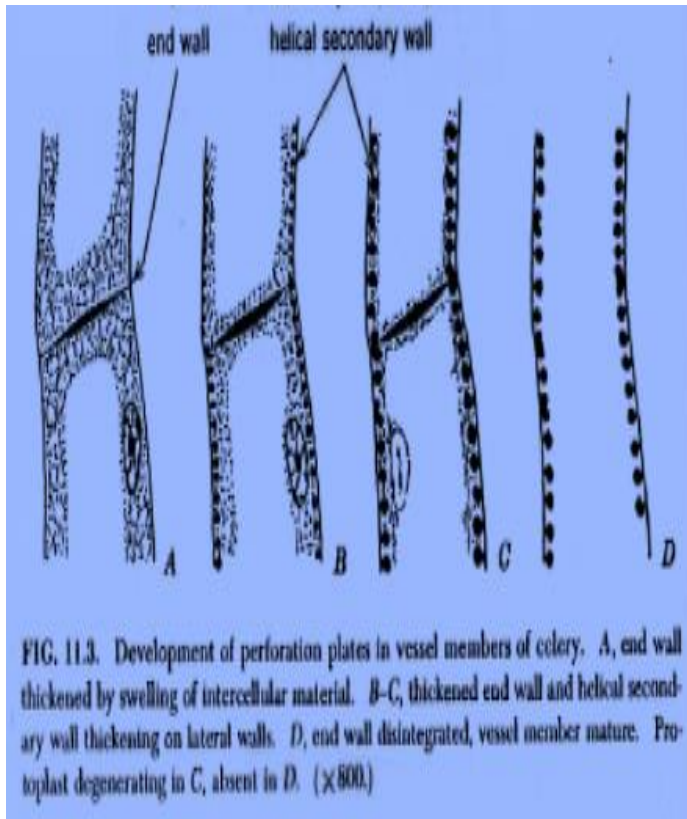 end wall
helical secondary wall
A
B
C
D
FIG. 11.3. Development of perforation plates in vessel members of celery. A, end wall
thickened by swelling of intercellular material. B-C, thickened end wall and helical second-
ary wall thickening on lateral walls. D, end wall disintegrated, vessel member mature. Pro-
toplast degenerating in C, absent in D. (×800.)